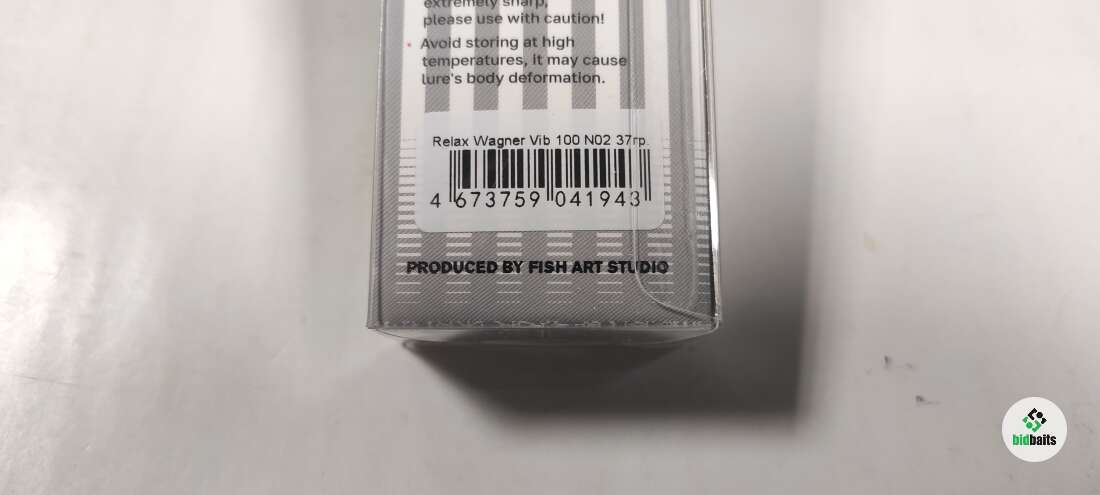 extremely sharp,
please use with caution!
• Avoid storing at high
temperatures, it may cause
lure's body deformation.
Relax Wagner Vib 100 N02 37гр.
4 673759 041943
PRODUCED BY FISH ART STUDIO
bidbaits